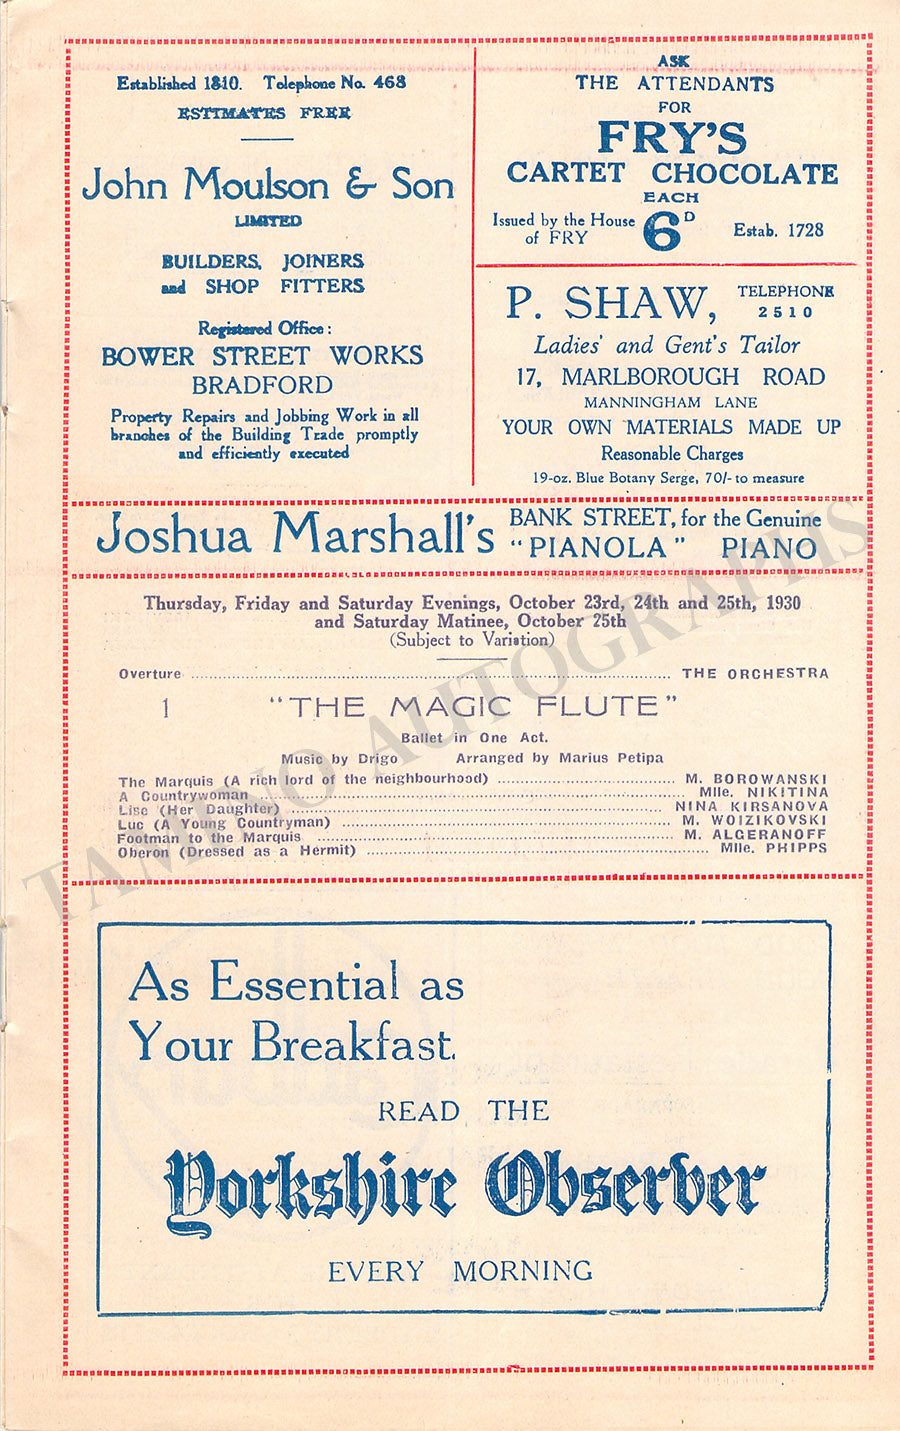 Established 1810. Telephone No. 468
ESTIMATES FREE
John Moulson & Son
LIMITED
BUILDERS, JOINERS
and SHOP FITTERS
Registered Office:
BOWER STREET WORKS
BRADFORD
Property Repairs and Jobbing Work in all
branches of the Building Trade promptly
and efficiently executed
ASK
THE ATTENDANTS
FOR
FRY'S
CARTET CHOCOLATE
EACH
Issued by the House
of FRY
6D
Estab. 1728
P. SHAW,
TELEPHONE
2510
Ladies' and Gent's Tailor
17, MARLBOROUGH ROAD
MANNINGHAM LANE
YOUR OWN MATERIALS MADE UP
Reasonable Charges
19-oz. Blue Botany Serge, 70/- to measure
Joshua Marshall's
BANK STREET, for the Genuine
"PIANOLA" PIANO
Thursday, Friday and Saturday Evenings, October 23rd, 24th and 25th, 1930
and Saturday Matinee, October 25th
(Subject to Variation)
Overture ........ THE ORCHESTRA
1 "THE MAGIC FLUTE"
Ballet in One Act.
Music by Drigo Arranged by Marius Petipa
The Marquis (A rich lord of the neighbourhood) ........ M. BOROWANSKI
A Countrywoman ........ Mlle. NIKITINA
Lise (Her Daughter) ........ NINA KIRSANOVA
Luc (A Young Countryman) ........ M. WOIZIKOVSKI
Footman to the Marquis ........ M. ALGERANOFF
Oberon (Dressed as a Hermit) ........ Mlle. PHIPPS
As Essential as
Your Breakfast.
READ THE
Yorkshire Observer
EVERY MORNING
TAMINO AUTOGRAPHS